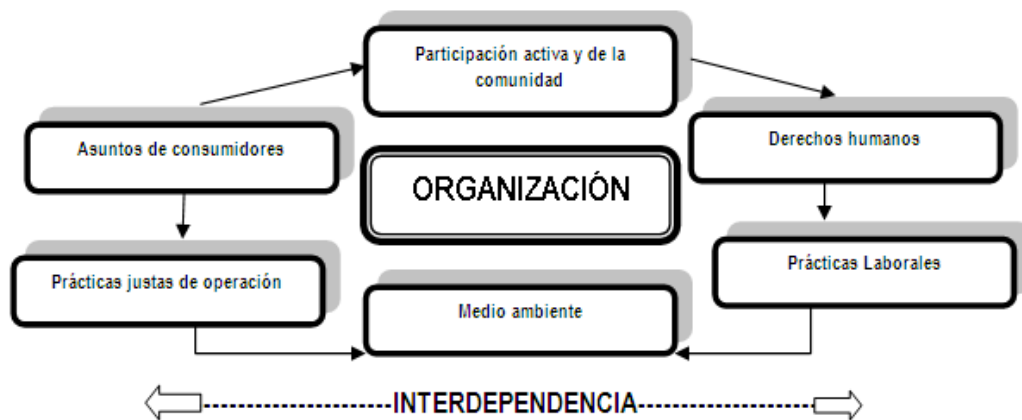 Participación activa y de la
comunidad
Asuntos de consumidores
Derechos humanos
ORGANIZACIÓN
Prácticas justas de operación
Prácticas Laborales
Medio ambiente
INTERDEPENDENCIA